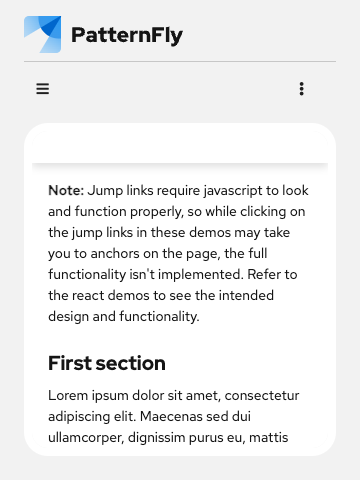 PatternFly
Note: Jump links require javascript to look
and function properly, so while clicking on
the jump links in these demos may take
you to anchors on the page, the full
functionality isn't implemented. Refer to
the react demos to see the intended
design and functionality.
First section
Lorem ipsum dolor sit amet, consectetur
adipiscing elit. Maecenas sed dui
ullamcorper, dignissim purus eu, mattis